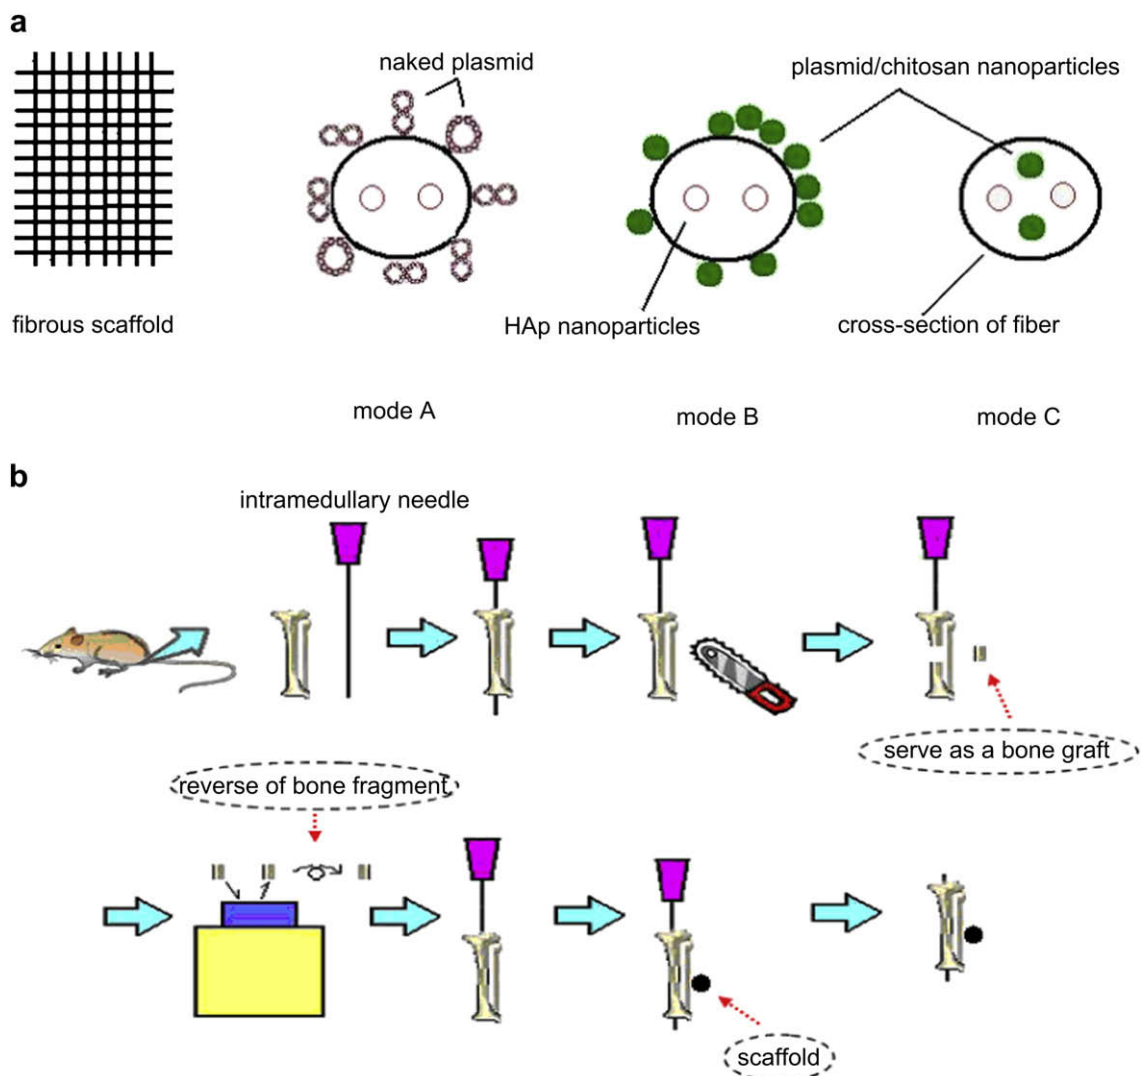 a
naked plasmid
plasmid/chitosan nanoparticles
fibrous scaffold
HAp nanoparticles
cross-section of fiber
mode A
mode B
mode C
b
intramedullary needle
serve as a bone graft
reverse of bone fragment
scaffold